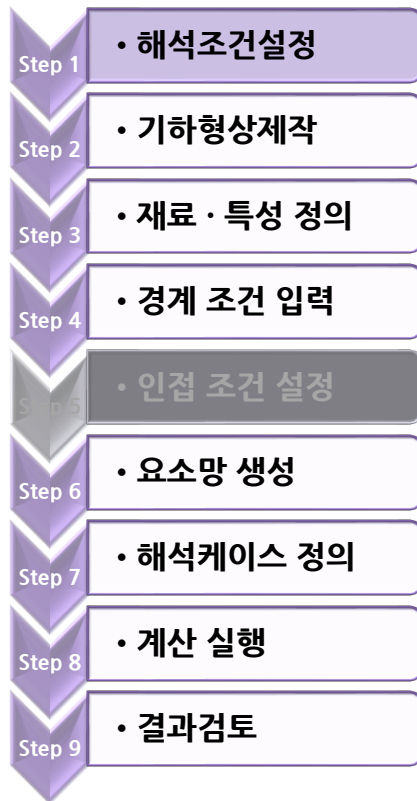 Step 1
• 해석조건설정
Step 2
• 기하형상제작
Step 3
• 재료 · 특성 정의
Step 4
• 경계 조건 입력
Step 5
• 인접 조건 설정
Step 6
• 요소망 생성
Step 7
• 해석케이스 정의
Step 8
• 계산 실행
Step 9
• 결과검토